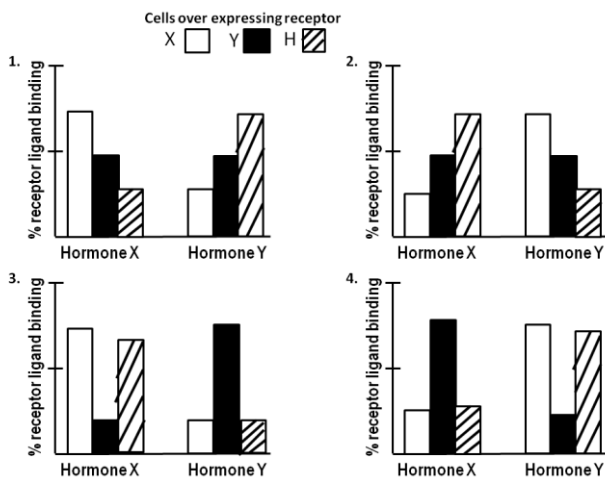 Cells over expressing receptor
X Y H
1.
% receptor ligand binding
Hormone X Hormone Y
2.
% receptor ligand binding
Hormone X Hormone Y
3.
% receptor ligand binding
Hormone X Hormone Y
4.
% receptor ligand binding
Hormone X Hormone Y